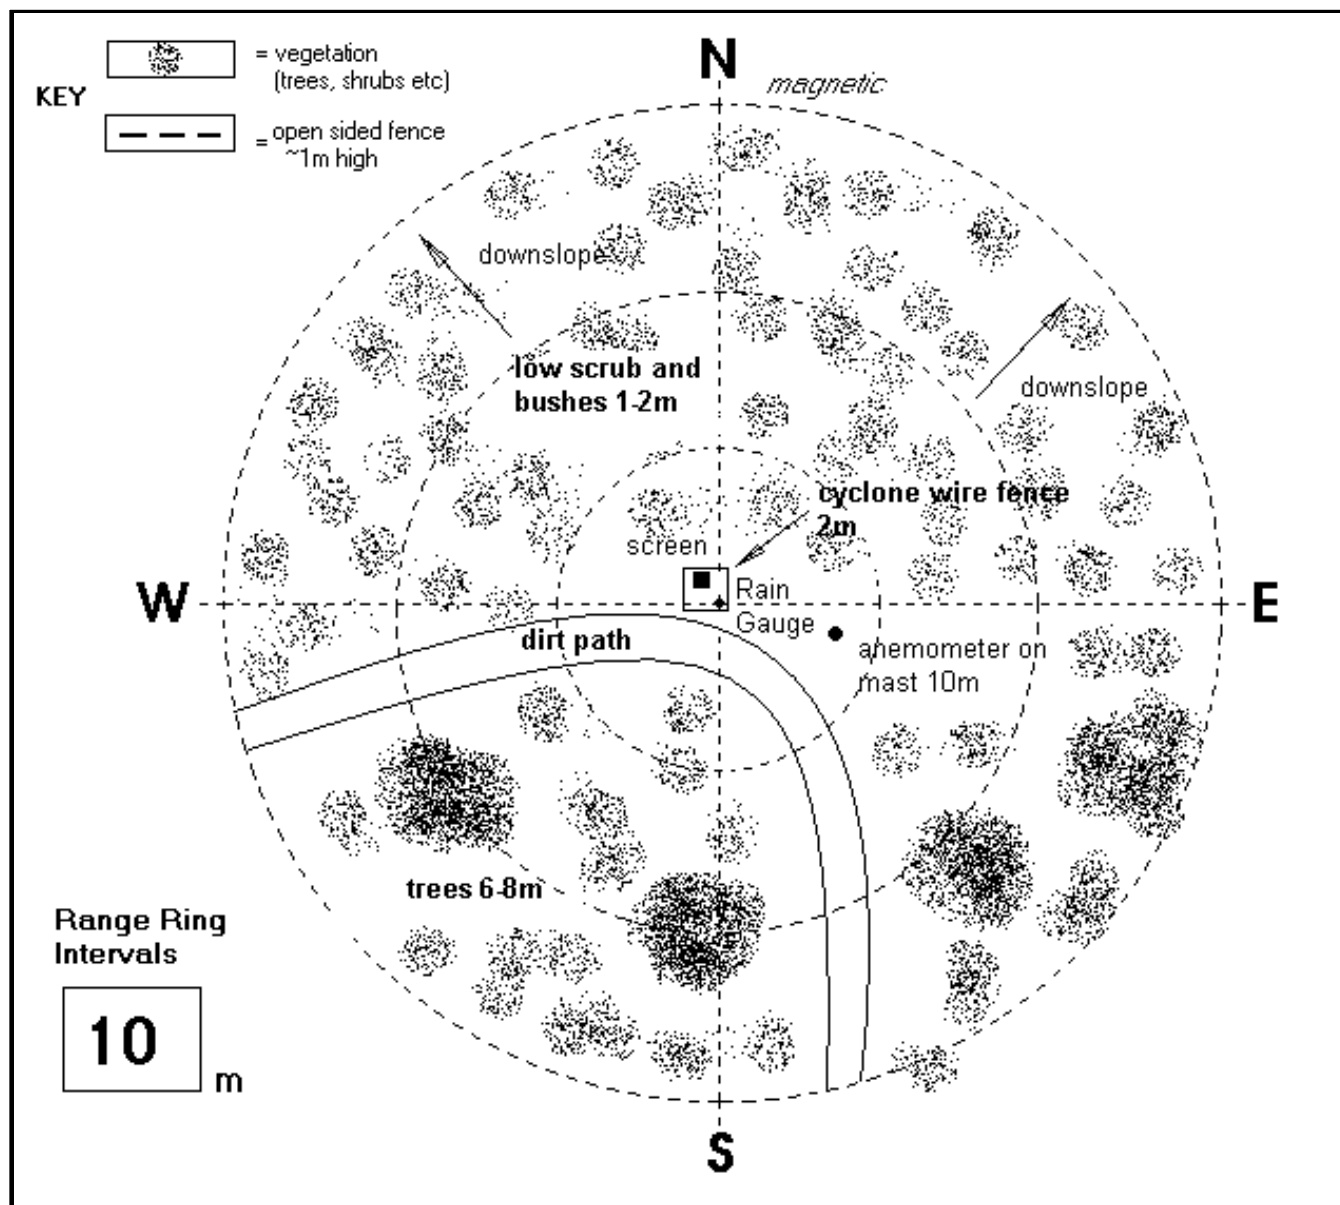 KEY
= vegetation
(trees, shrubs etc)
= open sided fence
~1m high
N
magnetic
downslope
downslope
low scrub and
bushes 1-2m
cyclone wire fence
2m
screen
W
E
Rain
Gauge
dirt path
anemometer on
mast 10m
trees 6-8m
Range Ring
Intervals
10
m
S